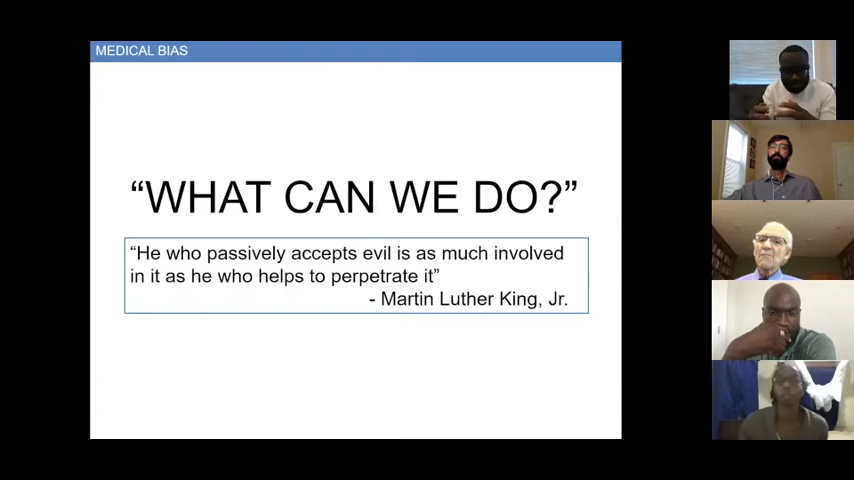 MEDICAL BIAS
“WHAT CAN WE DO?”
“He who passively accepts evil is as much involved
in it as he who helps to perpetrate it”
- Martin Luther King, Jr.